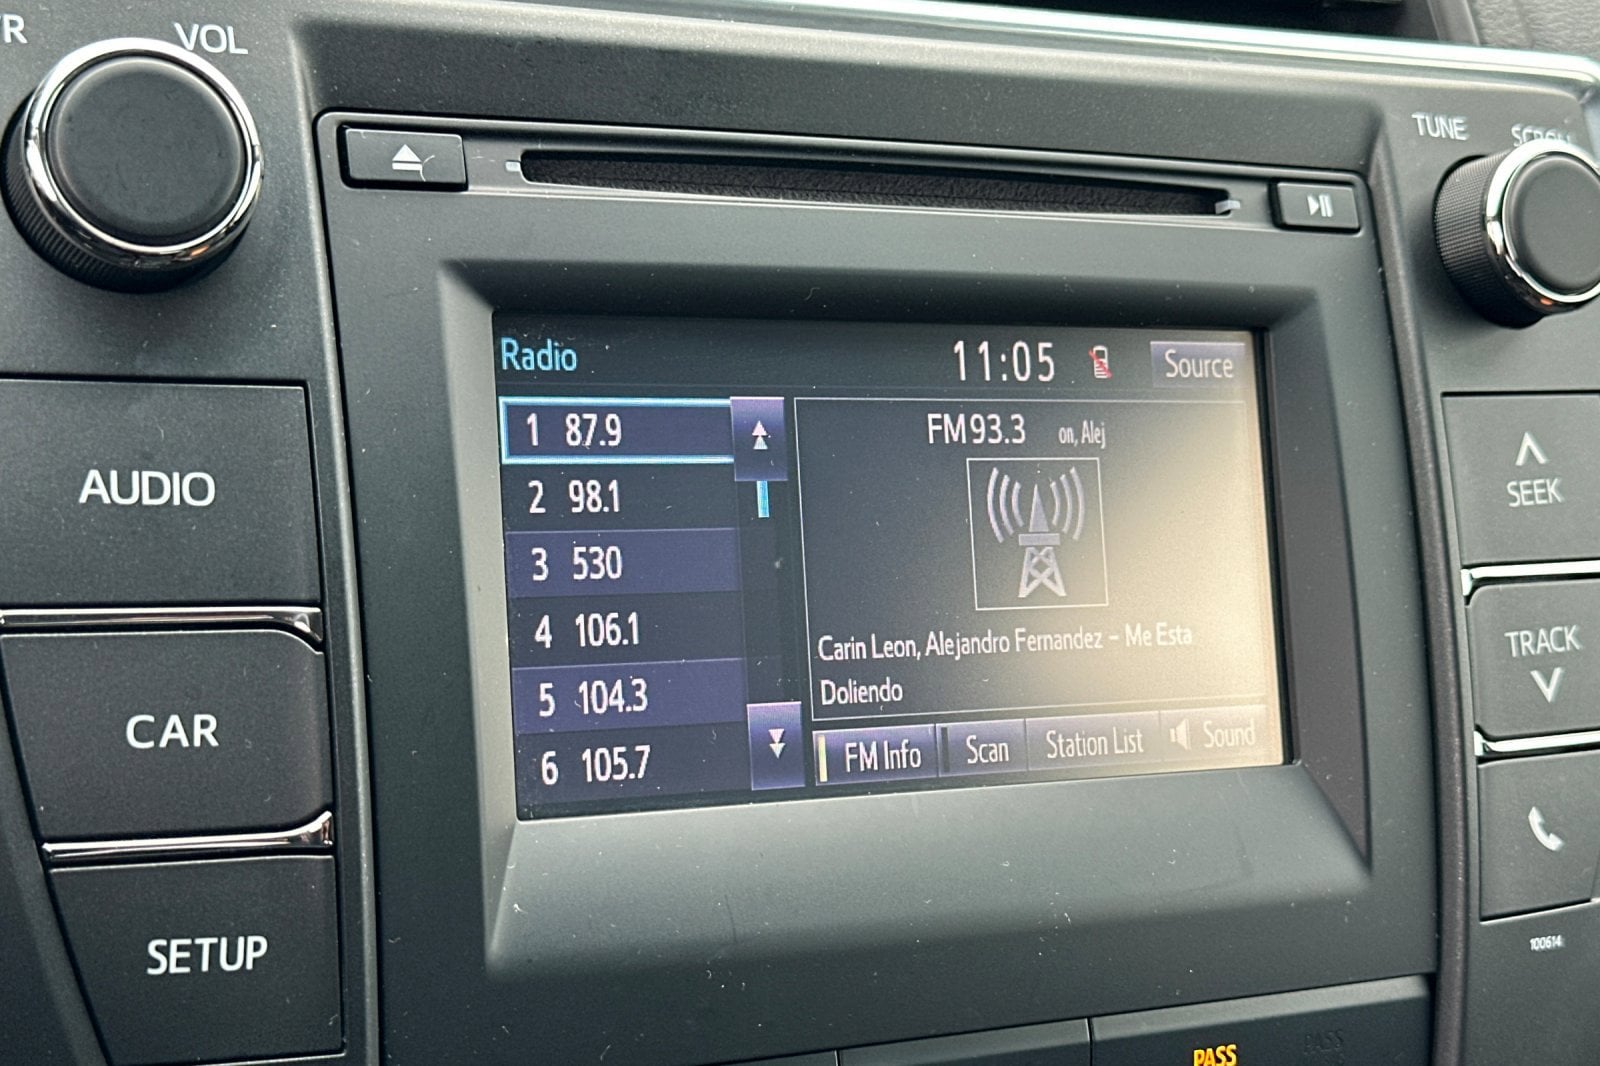 VOL
TUNE
Radio
11:05
Source
1 87.9
2 98.1
3 530
4 106.1
5 104.3
6 105.7
FM93.3 on, Alej
Carin Leon, Alejandro Fernandez - Me Esta
Doliendo
FM Info
Scan
Station List
Sound
AUDIO
CAR
SETUP
SEEK
TRACK
100614
PASS
PASS